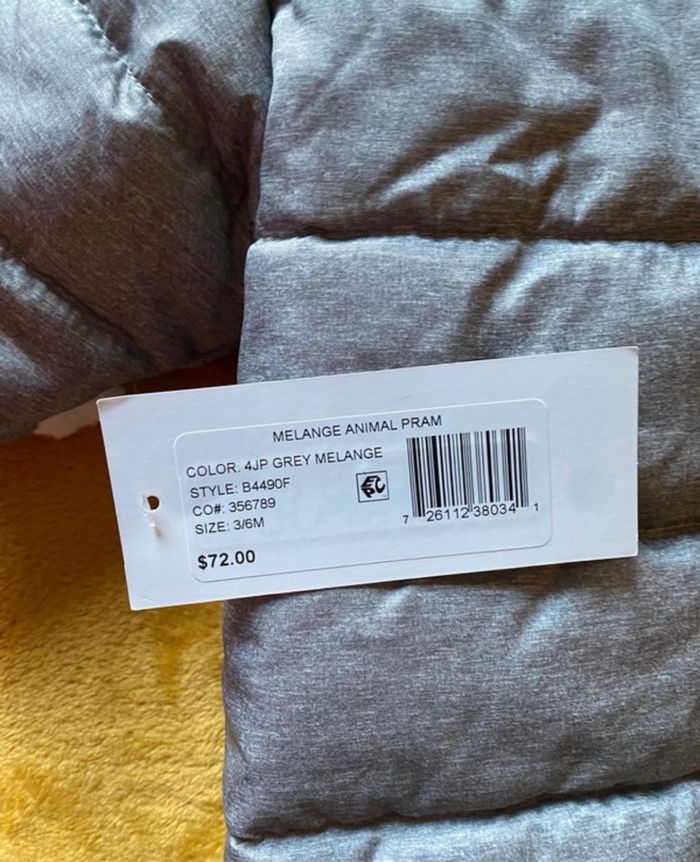 MELANGE ANIMAL PRAM
COLOR: 4JP GREY MELANGE
STYLE: B4490F
CO#: 356789
SIZE: 3/6M
$72.00
7 26112 38034 1